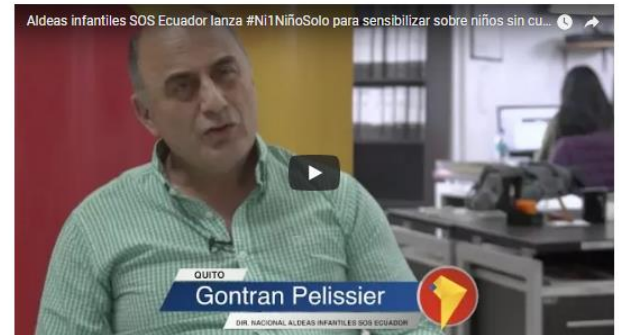 Aldeas infantiles SOS Ecuador lanza #Ni1NiñoSolo para sensibilizar sobre niños sin cu...
QUITO
Gontran Pelissier
DIR. NACIONAL ALDEAS INFANTILES SOS ECUADOR